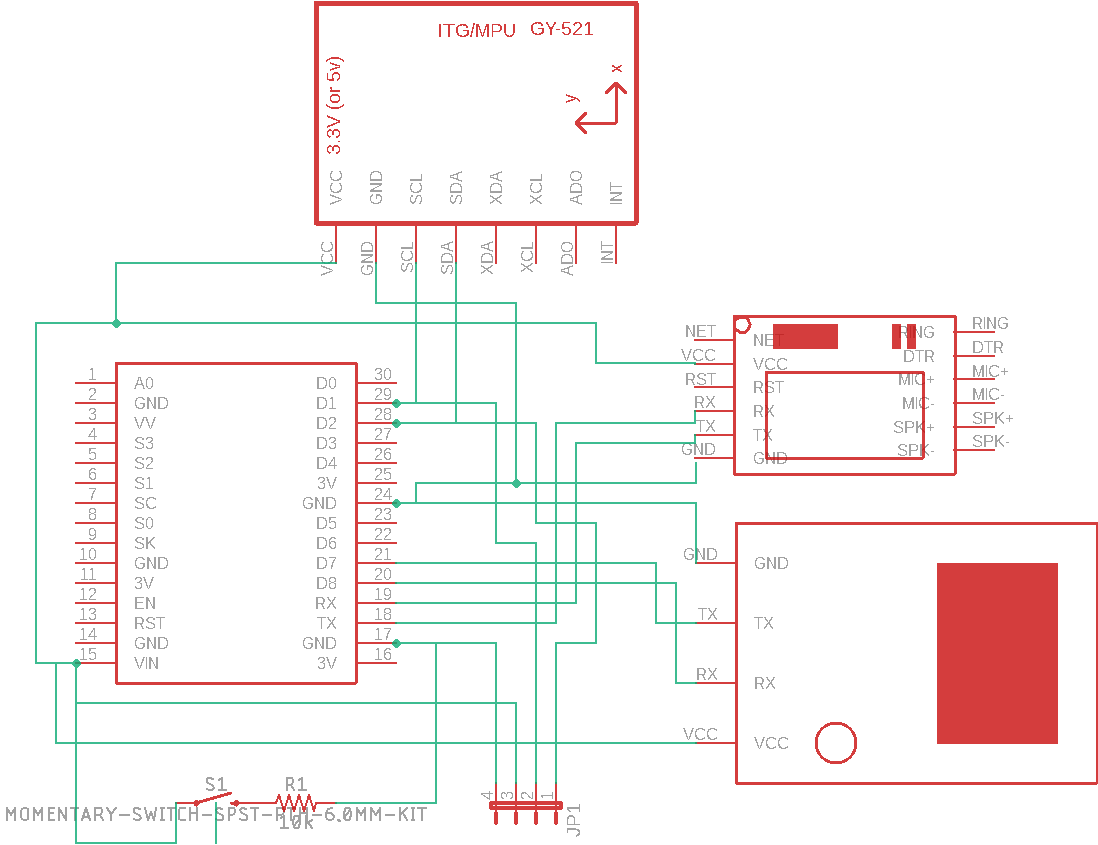 ITG/MPU GY-521
3.3V (or 5v)
x
y
VCC GND SCL SDA XDA XCL ADO INT
VCC GND SCL SDA XDA XCL ADO INT
NET NET RING RING
VCC VCC DTR DTR
RST RST MIC+ MIC+
RX RX MIC- MIC-
TX TX SPK+ SPK+
GND GND SPK- SPK-
1 A0 D0 30
2 GND D1 29
3 VV D2 28
4 S3 D3 27
5 S2 D4 26
6 S1 3V 25
7 SC GND 24
8 S0 D5 23
9 SK D6 22
10 GND D7 21
11 3V D8 20
12 EN RX 19
13 RST TX 18
14 GND GND 17
15 VIN 3V 16
GND GND
TX TX
RX RX
VCC VCC
S1 R1
MOMENTARY-SWITCH-SPST-PTH-6.0MM-KIT
10k
4 3 2 1
JP1